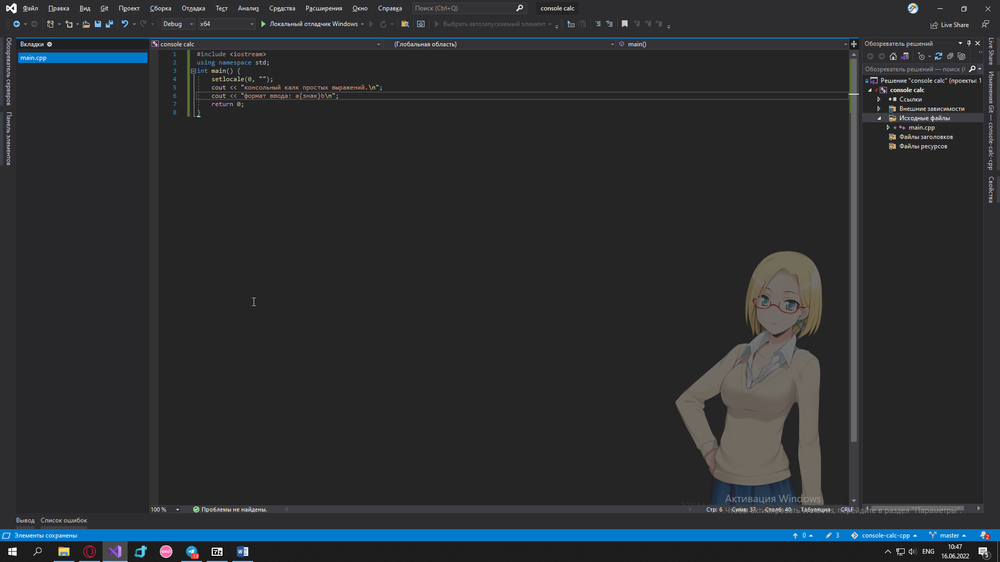 Файл Правка Вид Git Проект Сборка Отладка Тест Анализ Средства Расширения Окно Справка Поиск (Ctrl+Q) console calc
Debug x64 Локальный отладчик Windows Выбрать автозапускаемый элемент Live Share
Обозреватель серверов
Панель элементов
Вкладки
main.cpp
console calc (Глобальная область) main()
1 #include <iostream>
2 using namespace std;
3 int main() {
4 setlocale(0, "");
5 cout << "консольный калк простых выражений.\n";
6 cout << "формат ввода: a{знак}b\n";
7 return 0;
8 }
Обозреватель решений
Обозреватель решений — поиск (
Решение "console calc" (проекты: 1
console calc
Ссылки
Внешние зависимости
Исходные файлы
main.cpp
Файлы заголовков
Файлы ресурсов
Live Share
Изменения Git — console-calc-cpp
Свойства
Активация Windows
Чтобы активировать Windows, перейдите в раздел "Параметры".
100 % Проблемы не найдены. Стр: 6 Симв: 37 Столб: 40 Табуляция CRLF
Вывод Список ошибок
Элементы сохранены 0 3 console-calc-cpp master 2
osu! .13 7z ENG 10:47
16.06.2022 5